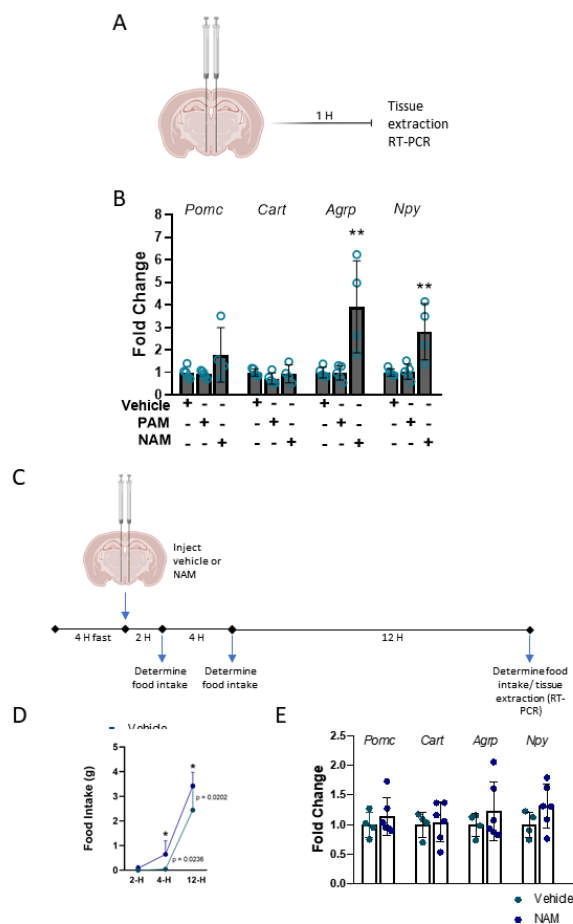 A
1 H
Tissue
extraction
RT-PCR
B
Pomc Cart Agrp Npy
8
7
6
5
4
3
2
1
0
Fold Change
**
**
Vehicle + - - + - - + - - + - -
PAM - + - - + - - + - - + -
NAM - - + - - + - - + - - +
C
Inject
vehicle or
NAM
4 H fast 2 H 4 H 12 H
Determine
food intake
Determine
food intake
Determine food
intake/ tissue
extraction (RT-
PCR)
D
Vehicle
Food Intake (g)
5
4
3
2
1
0
*
*
p = 0.0202
p = 0.0236
2-H 4-H 12-H
E
Pomc Cart Agrp Npy
Fold Change
2.5
2.0
1.5
1.0
0.5
0.0
Vehicle
NAM